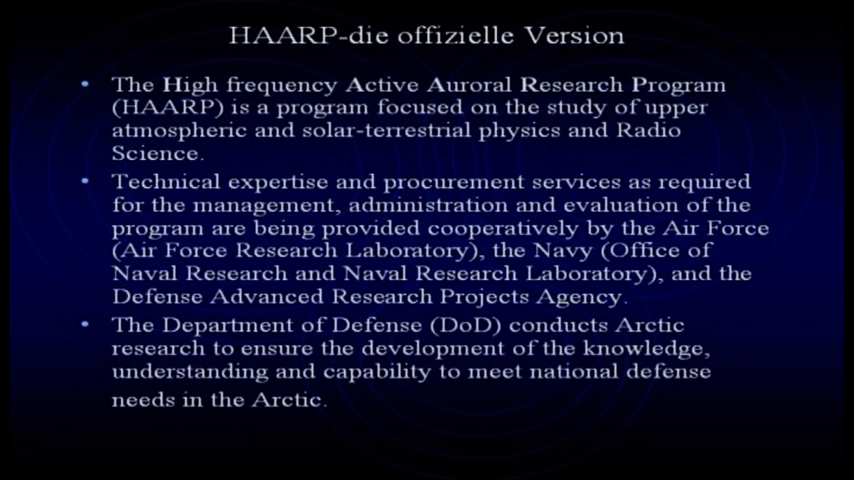 HAARP-die offizielle Version
• The High frequency Active Auroral Research Program
(HAARP) is a program focused on the study of upper
atmospheric and solar-terrestrial physics and Radio
Science.
• Technical expertise and procurement services as required
for the management, administration and evaluation of the
program are being provided cooperatively by the Air Force
(Air Force Research Laboratory), the Navy (Office of
Naval Research and Naval Research Laboratory), and the
Defense Advanced Research Projects Agency.
• The Department of Defense (DoD) conducts Arctic
research to ensure the development of the knowledge,
understanding and capability to meet national defense
needs in the Arctic.